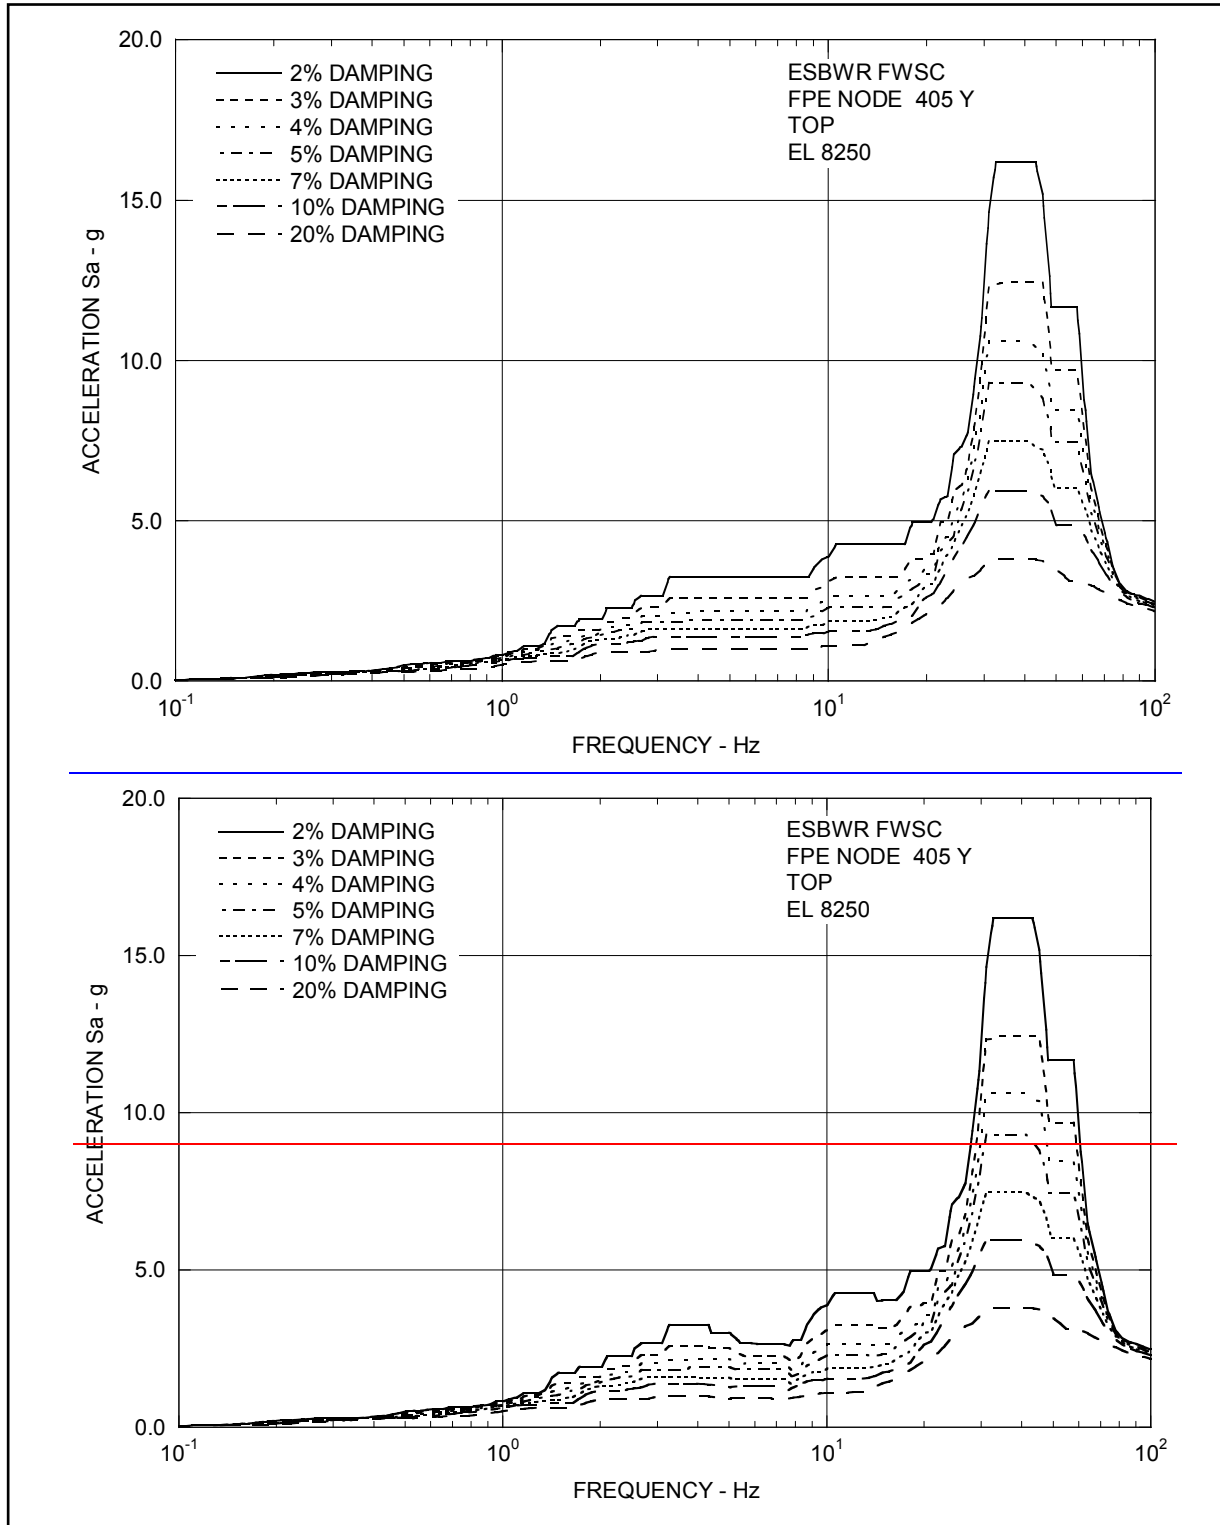 20.0
15.0
10.0
5.0
0.0
ACCELERATION Sa - g
2% DAMPING
3% DAMPING
4% DAMPING
5% DAMPING
7% DAMPING
10% DAMPING
20% DAMPING
ESBWR FWSC
FPE NODE 405 Y
TOP
EL 8250
10-1 100 101 102
FREQUENCY - Hz
20.0
15.0
10.0
5.0
0.0
ACCELERATION Sa - g
2% DAMPING
3% DAMPING
4% DAMPING
5% DAMPING
7% DAMPING
10% DAMPING
20% DAMPING
ESBWR FWSC
FPE NODE 405 Y
TOP
EL 8250
10-1 100 101 102
FREQUENCY - Hz